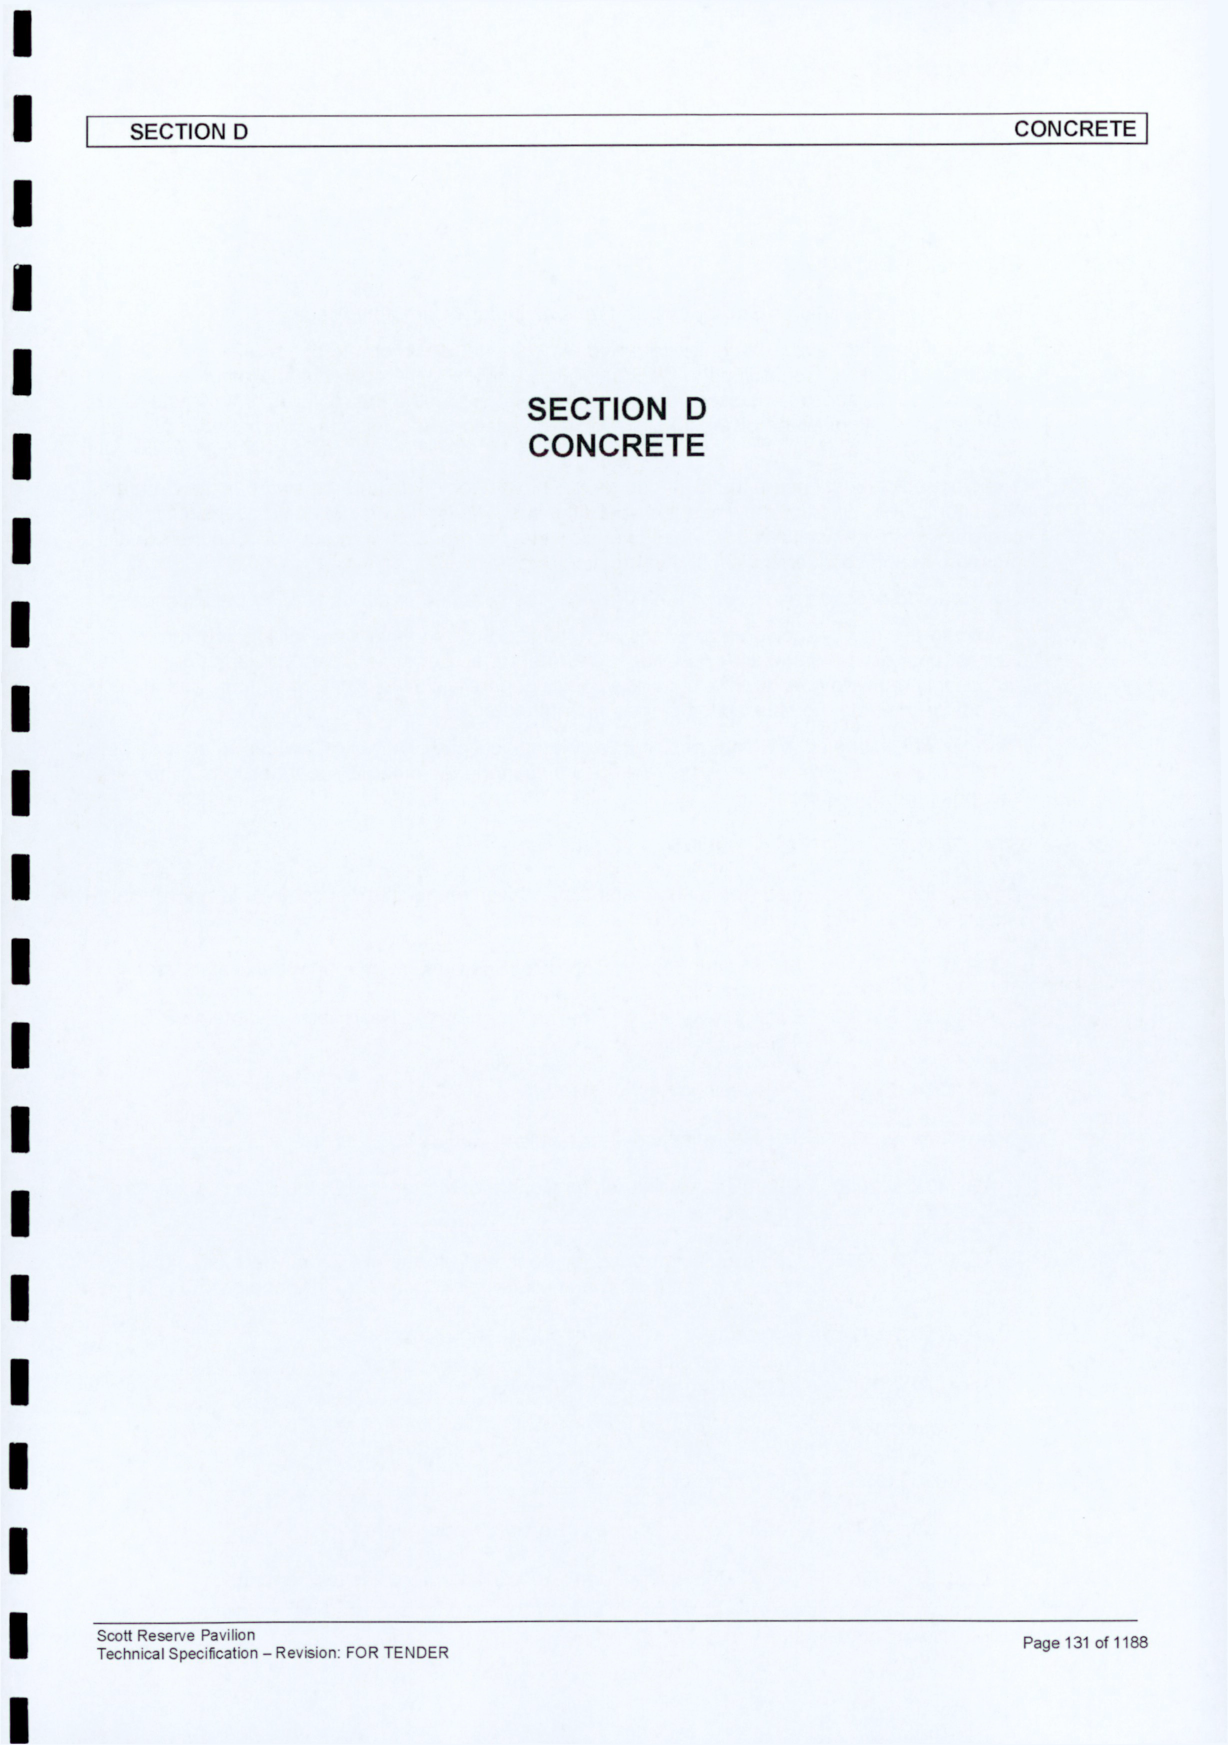 SECTION D CONCRETE
SECTION D
CONCRETE
Scott Reserve Pavilion
Technical Specification – Revision: FOR TENDER
Page 131 of 1188